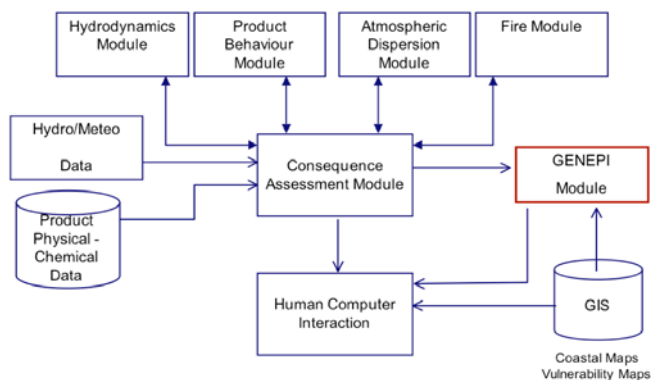 Hydrodynamics
Module
Product
Behaviour
Module
Atmospheric
Dispersion
Module
Fire Module
Hydro/Meteo
Data
Consequence
Assessment Module
GENEPI
Module
Product
Physical -
Chemical
Data
Human Computer
Interaction
GIS
Coastal Maps
Vulnerability Maps